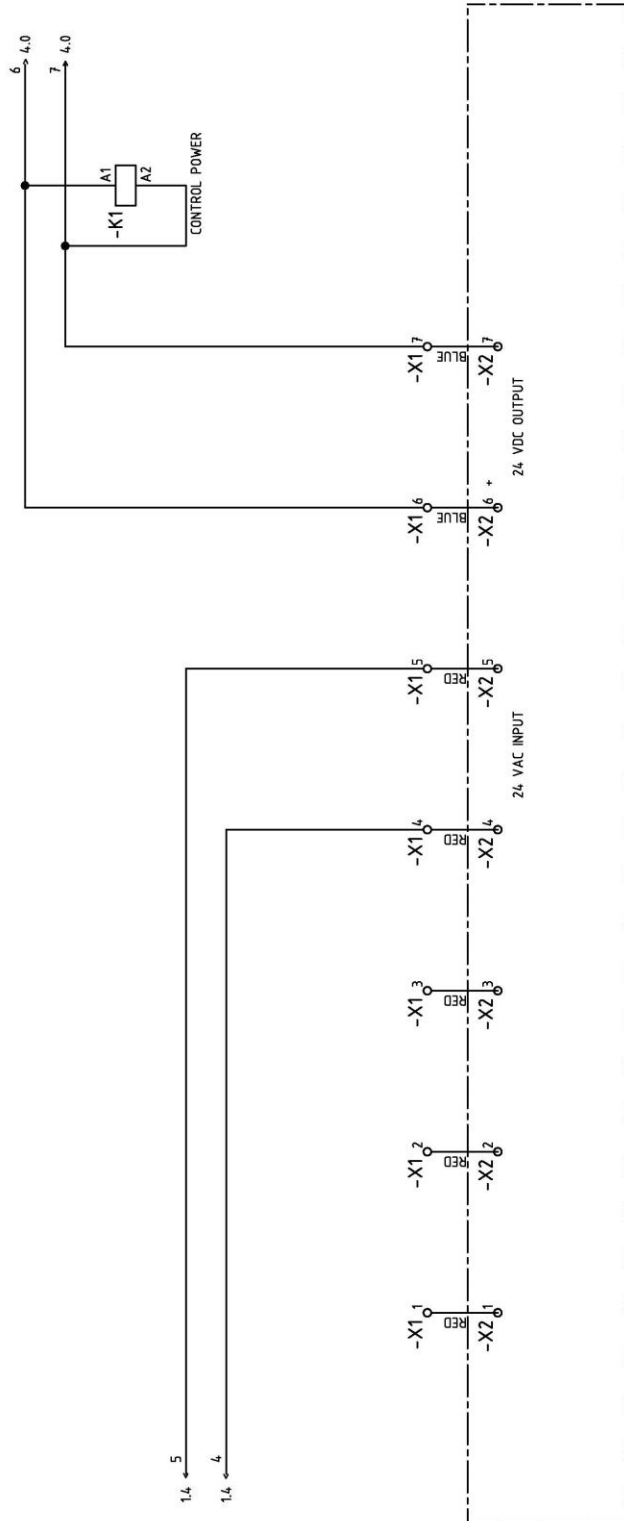 6 4.0
7 4.0
A1
-K1
A2
CONTROL POWER
5
1.4
4
1.4
-X1 1 -X1 2 -X1 3 -X1 4 -X1 5 -X1 6 -X1 7
RED RED RED RED RED BLUE BLUE
-X2 1 -X2 2 -X2 3 -X2 4 -X2 5 -X2 6 + -X2 7
24 VAC INPUT 24 VDC OUTPUT